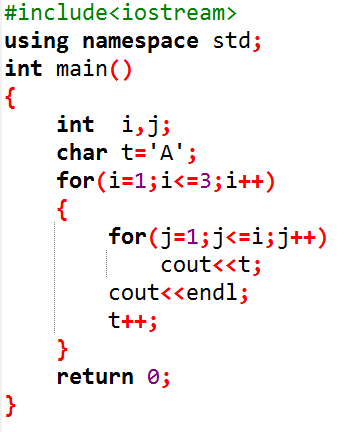 #include<iostream>
using namespace std;
int main()
{
    int  i,j;
    char t='A';
    for(i=1;i<=3;i++)
    {
        for(j=1;j<=i;j++)
            cout<<t;
        cout<<endl;
        t++;
    }
    return 0;
}